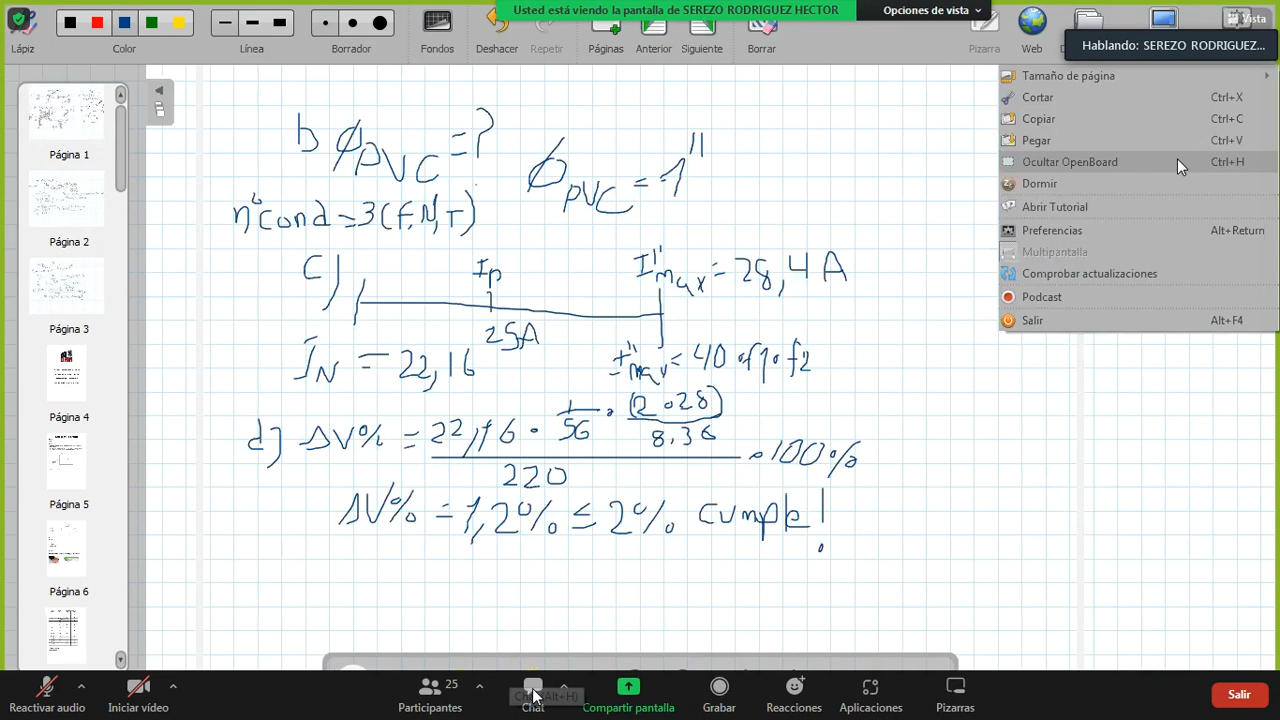 Usted está viendo la pantalla de SEREZO RODRIGUEZ HECTOR
Opciones de vista
Lápiz
Color
Línea
Borrador
Fondos
Deshacer
Repetir
Páginas
Anterior
Siguiente
Borrar
Pizarra
Web
Vista
Hablando: SEREZO RODRIGUEZ...
Tamaño de página
Cortar Ctrl+X
Copiar Ctrl+C
Pegar Ctrl+V
Ocultar OpenBoard Ctrl+H
Dormir
Abrir Tutorial
Preferencias Alt+Return
Multipantalla
Comprobar actualizaciones
Podcast
Salir Alt+F4
Página 1
Página 2
Página 3
Página 4
Página 5
Página 6
b ØPVC = ? ØPVC = 1"
nº cond = 3 (F, N, T)
C) Ip I"max = 28,4 A
25A
IN = 22,16 I"max = 40 · f1 · f2
d) ΔV% = 22,16 · 1/56 · (2 · 28)/8.36 / 220 · 100%
ΔV% = 1,2% ≤ 2% cumple!
Reactivar audio
Iniciar vídeo
Participantes
25
Chat (Alt+H)
Chat
Compartir pantalla
Grabar
Reacciones
Aplicaciones
Pizarras
Salir